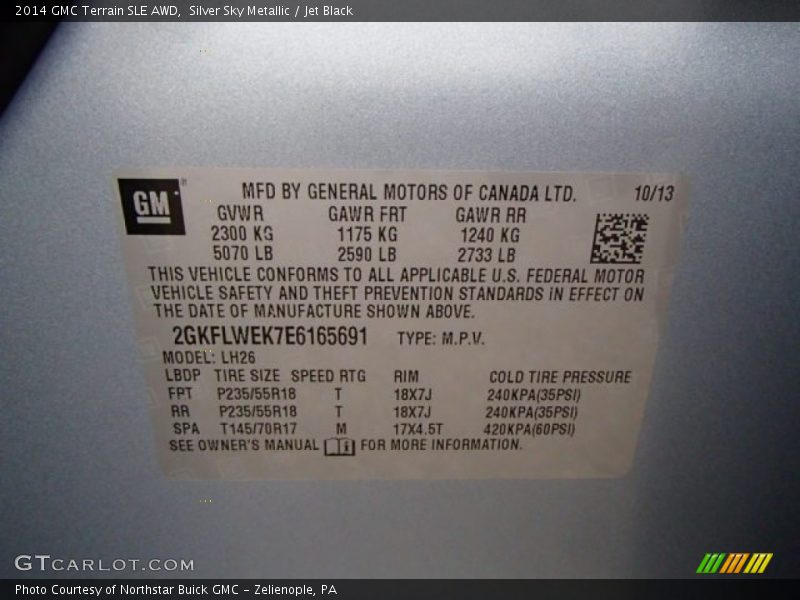 2014 GMC Terrain SLE AWD, Silver Sky Metallic / Jet Black
GM
MFD BY GENERAL MOTORS OF CANADA LTD. 10/13
GVWR GAWR FRT GAWR RR
2300 KG 1175 KG 1240 KG
5070 LB 2590 LB 2733 LB
THIS VEHICLE CONFORMS TO ALL APPLICABLE U.S. FEDERAL MOTOR
VEHICLE SAFETY AND THEFT PREVENTION STANDARDS IN EFFECT ON
THE DATE OF MANUFACTURE SHOWN ABOVE.
2GKFLWEK7E6165691 TYPE: M.P.V.
MODEL: LH26
LBDP TIRE SIZE SPEED RTG RIM COLD TIRE PRESSURE
FPT P235/55R18 T 18X7J 240KPA(35PSI)
RR P235/55R18 T 18X7J 240KPA(35PSI)
SPA T145/70R17 M 17X4.5T 420KPA(60PSI)
SEE OWNER'S MANUAL FOR MORE INFORMATION.
GTCARLOT.COM
Photo Courtesy of Northstar Buick GMC - Zelienople, PA